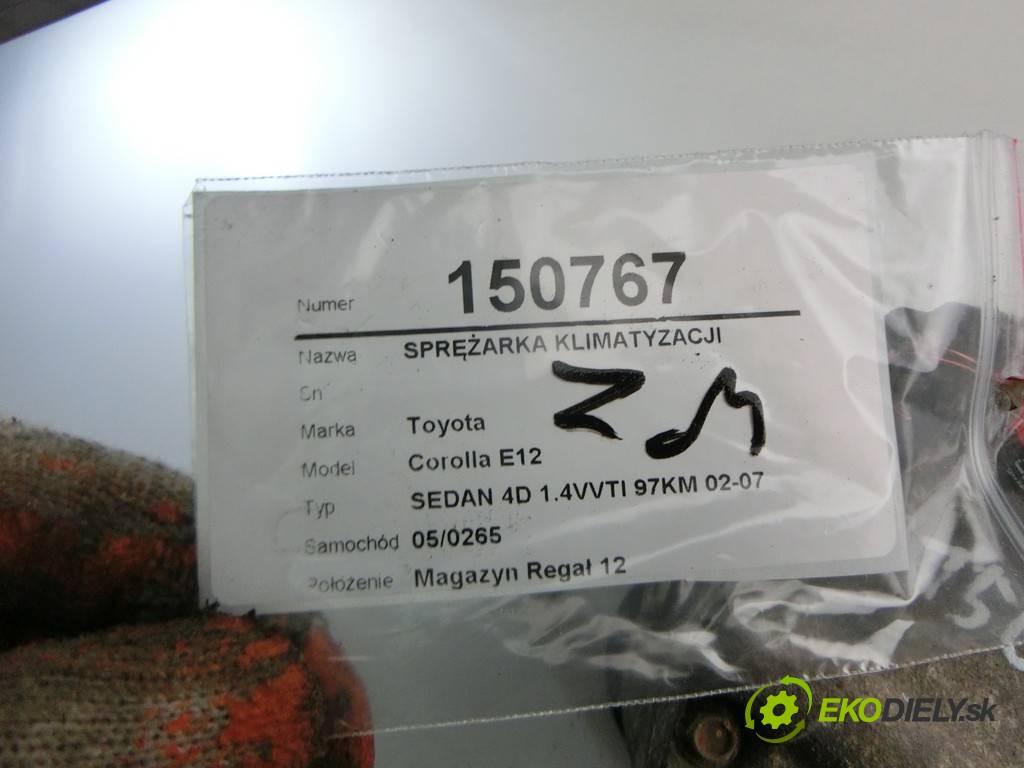 Numer 150767
Nazwa SPRĘŻARKA KLIMATYZACJI
Sn
Marka Toyota
Model Corolla E12
Typ SEDAN 4D 1.4VVTI 97KM 02-07
Samochód 05/0265
Położenie Magazyn Regał 12
EKODIELY.sk